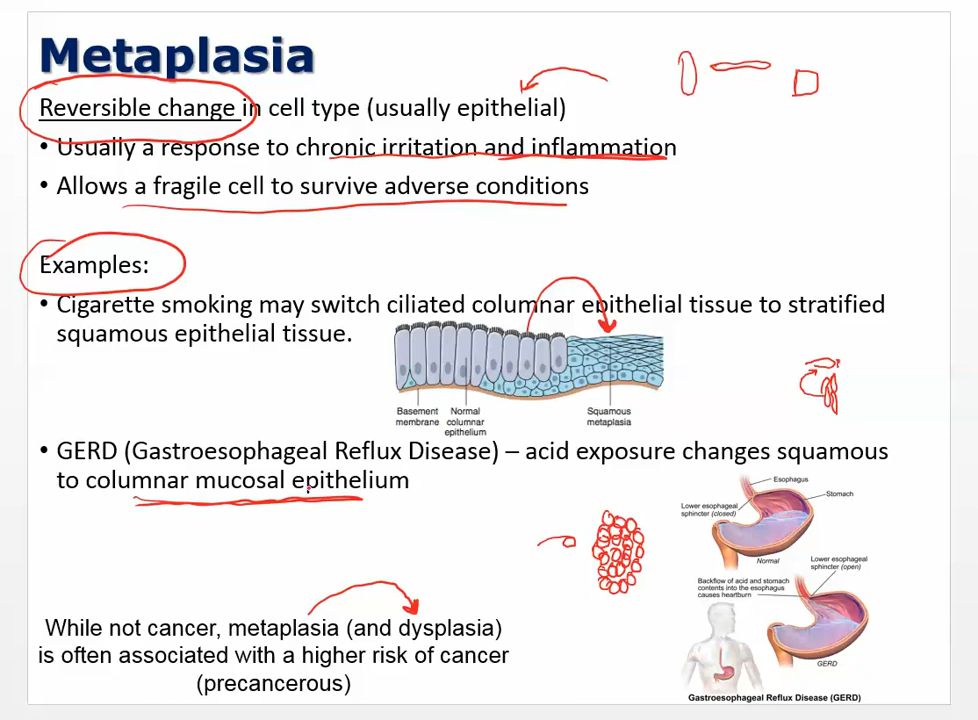 Metaplasia
Reversible change in cell type (usually epithelial)
• Usually a response to chronic irritation and inflammation
• Allows a fragile cell to survive adverse conditions
Examples:
• Cigarette smoking may switch ciliated columnar epithelial tissue to stratified
squamous epithelial tissue.
Basement
membrane
Normal
columnar
epithelium
Squamous
metaplasia
• GERD (Gastroesophageal Reflux Disease) – acid exposure changes squamous
to columnar mucosal epithelium
Esophagus
Stomach
Lower esophageal
sphincter (closed)
Normal
Lower esophageal
sphincter (open)
Backflow of acid and stomach
contents into the esophagus
causes heartburn
GERD
Gastroesophageal Reflux Disease (GERD)
While not cancer, metaplasia (and dysplasia)
is often associated with a higher risk of cancer
(precancerous)